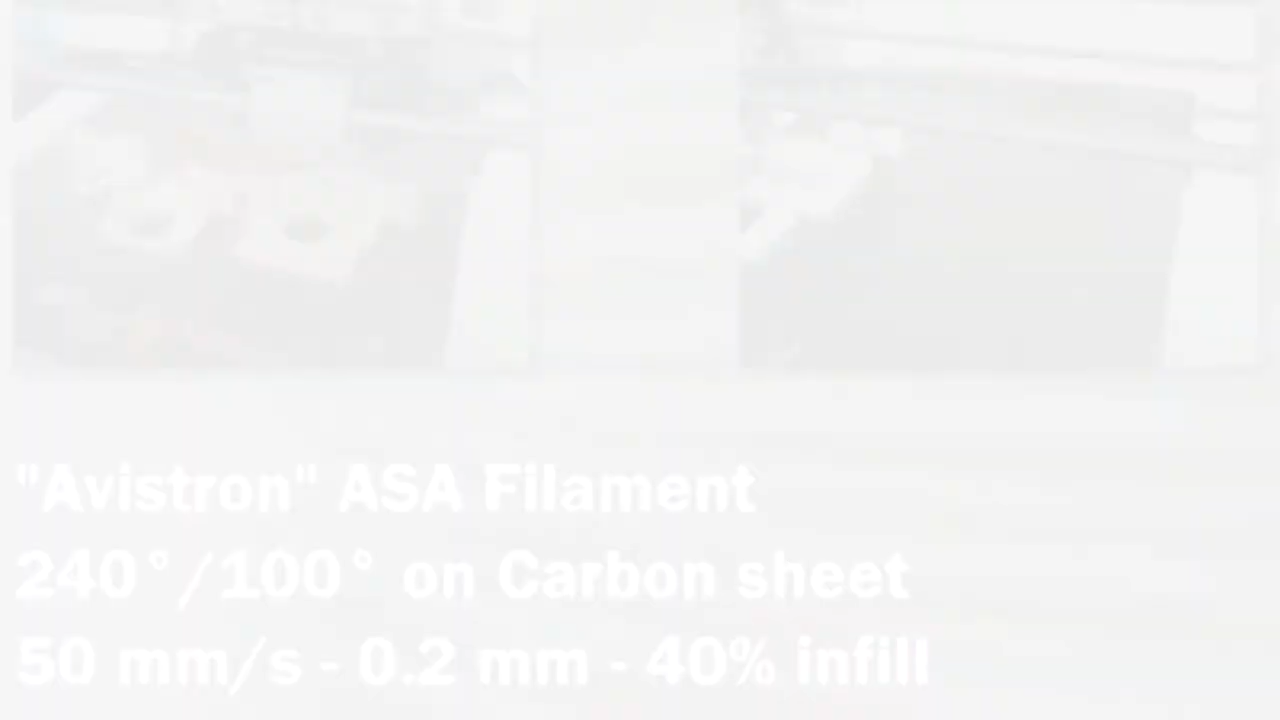 "Avistron" ASA Filament
240°/100° on Carbon sheet
50 mm/s - 0.2 mm - 40% infill